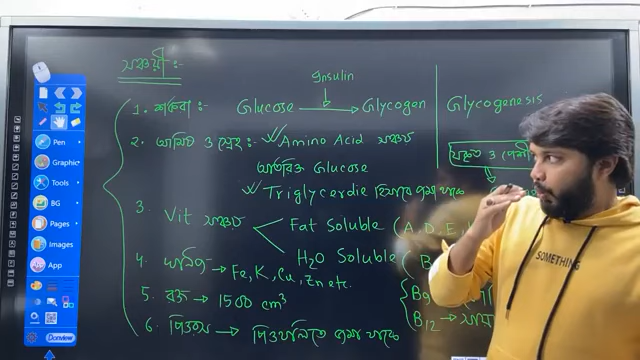 সঞ্চয়ী :-
Insulin
1. শর্করা :- Glucose → Glycogen
Glycogenesis
2. আমিষ ও স্নেহ :- Amino Acid সঞ্চয়
যকৃত ও পেশী
অতিরিক্ত Glucose
Triglycerdie হিসাবে জমা থাকে
3. Vit সঞ্চয়
Fat Soluble (A, D, E,
H₂O Soluble (B
4. খনিজ → Fe, K, Cu, Zn etc.
B9
5. রক্ত → 1500 cm³
B12 →
6. পিত্তরস → পিত্তথলিতে জমা থাকে
Pen
Graphic
Tools
BG
Pages
Images
App
Donview
SOMETHING